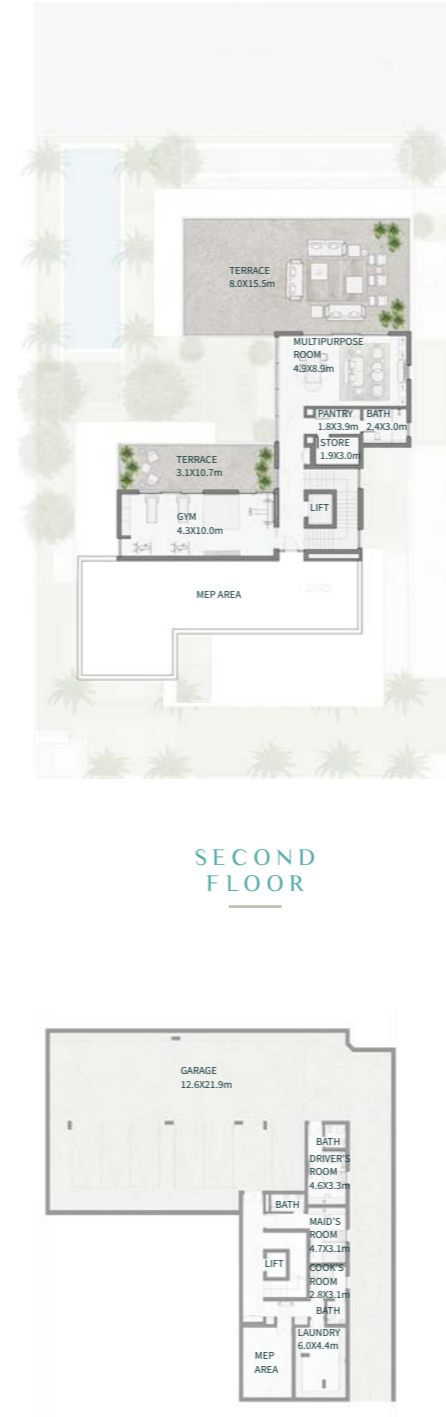 TERRACE
8.0X15.5m
MULTIPURPOSE
ROOM
4.9X8.9m
PANTRY
1.8X3.9m
BATH
2.4X3.0m
STORE
1.9X3.0m
TERRACE
3.1X10.7m
LIFT
GYM
4.3X10.0m
MEP AREA
SECOND
FLOOR
GARAGE
12.6X21.9m
BATH
DRIVER'S
ROOM
4.6X3.3m
BATH
MAID'S
ROOM
4.7X3.1m
LIFT
COOK'S
ROOM
2.8X3.1m
BATH
LAUNDRY
6.0X4.4m
MEP
AREA